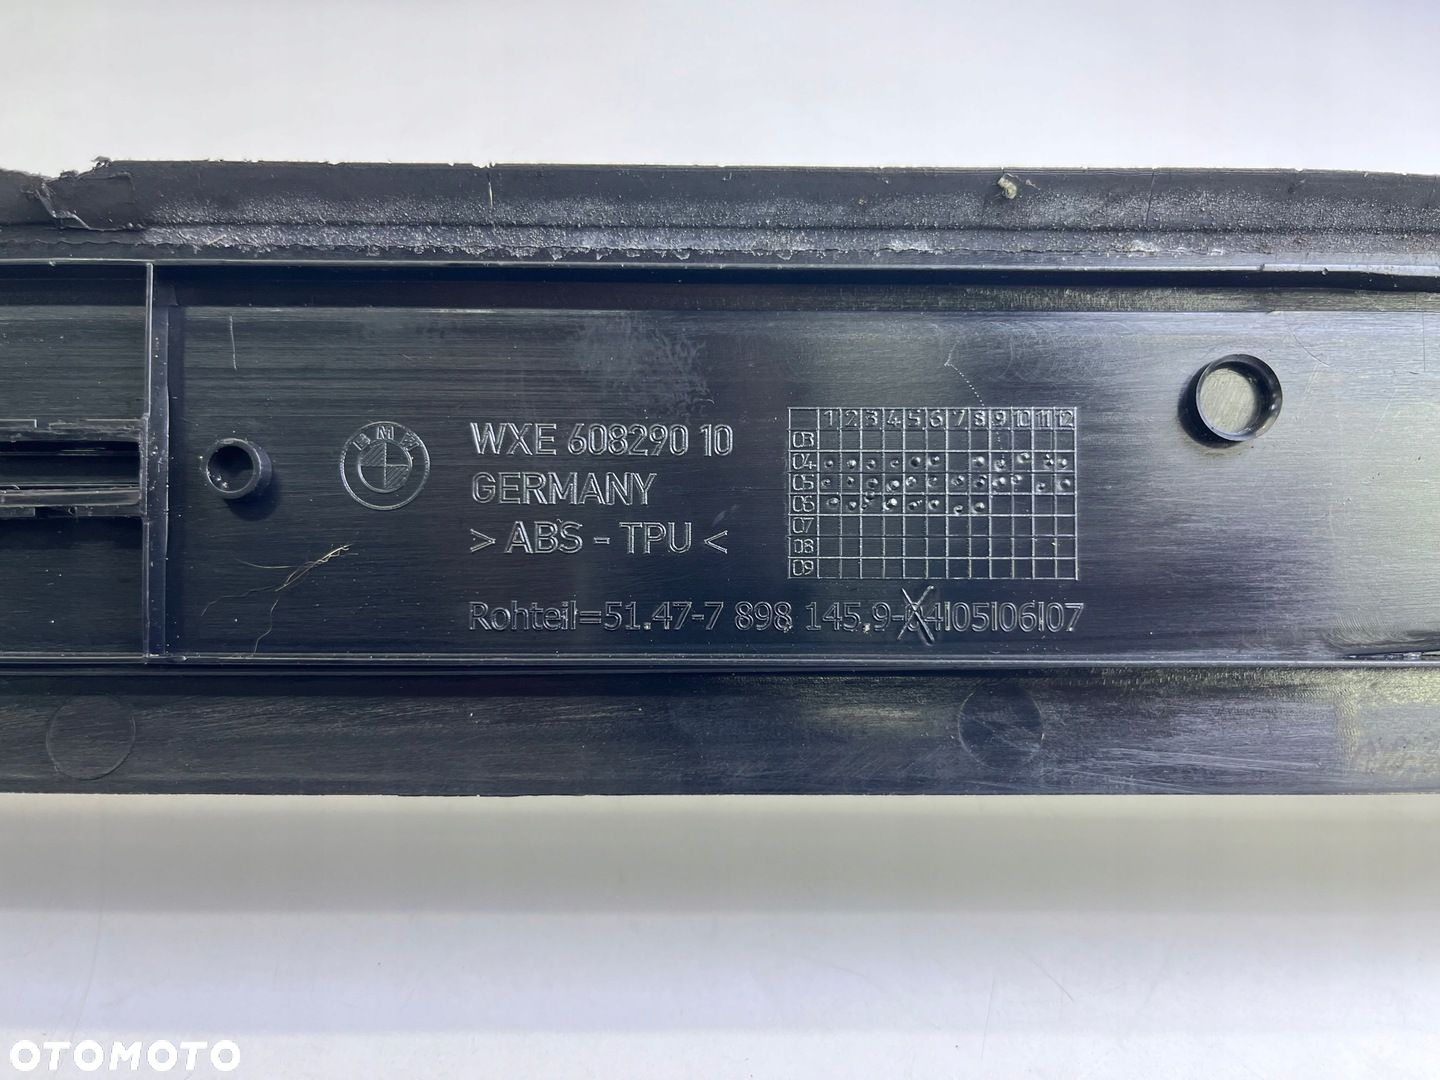 BMW
WXE 608290 10
GERMANY
> ABS - TPU <
1 2 3 4 5 6 7 8 9 10 11 12
03
04
05
06
07
08
09
Rohteil=51.47-7 898 145.9-04|05|06|07
OTOMOTO